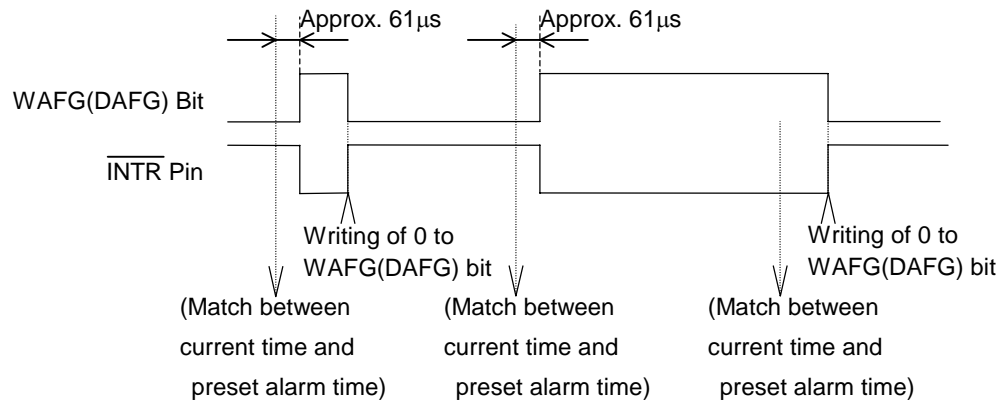 Approx. 61μs Approx. 61μs
WAFG(DAFG) Bit
INTR Pin
Writing of 0 to
WAFG(DAFG) bit
Writing of 0 to
WAFG(DAFG) bit
(Match between
current time and
preset alarm time)
(Match between
current time and
preset alarm time)
(Match between
current time and
preset alarm time)